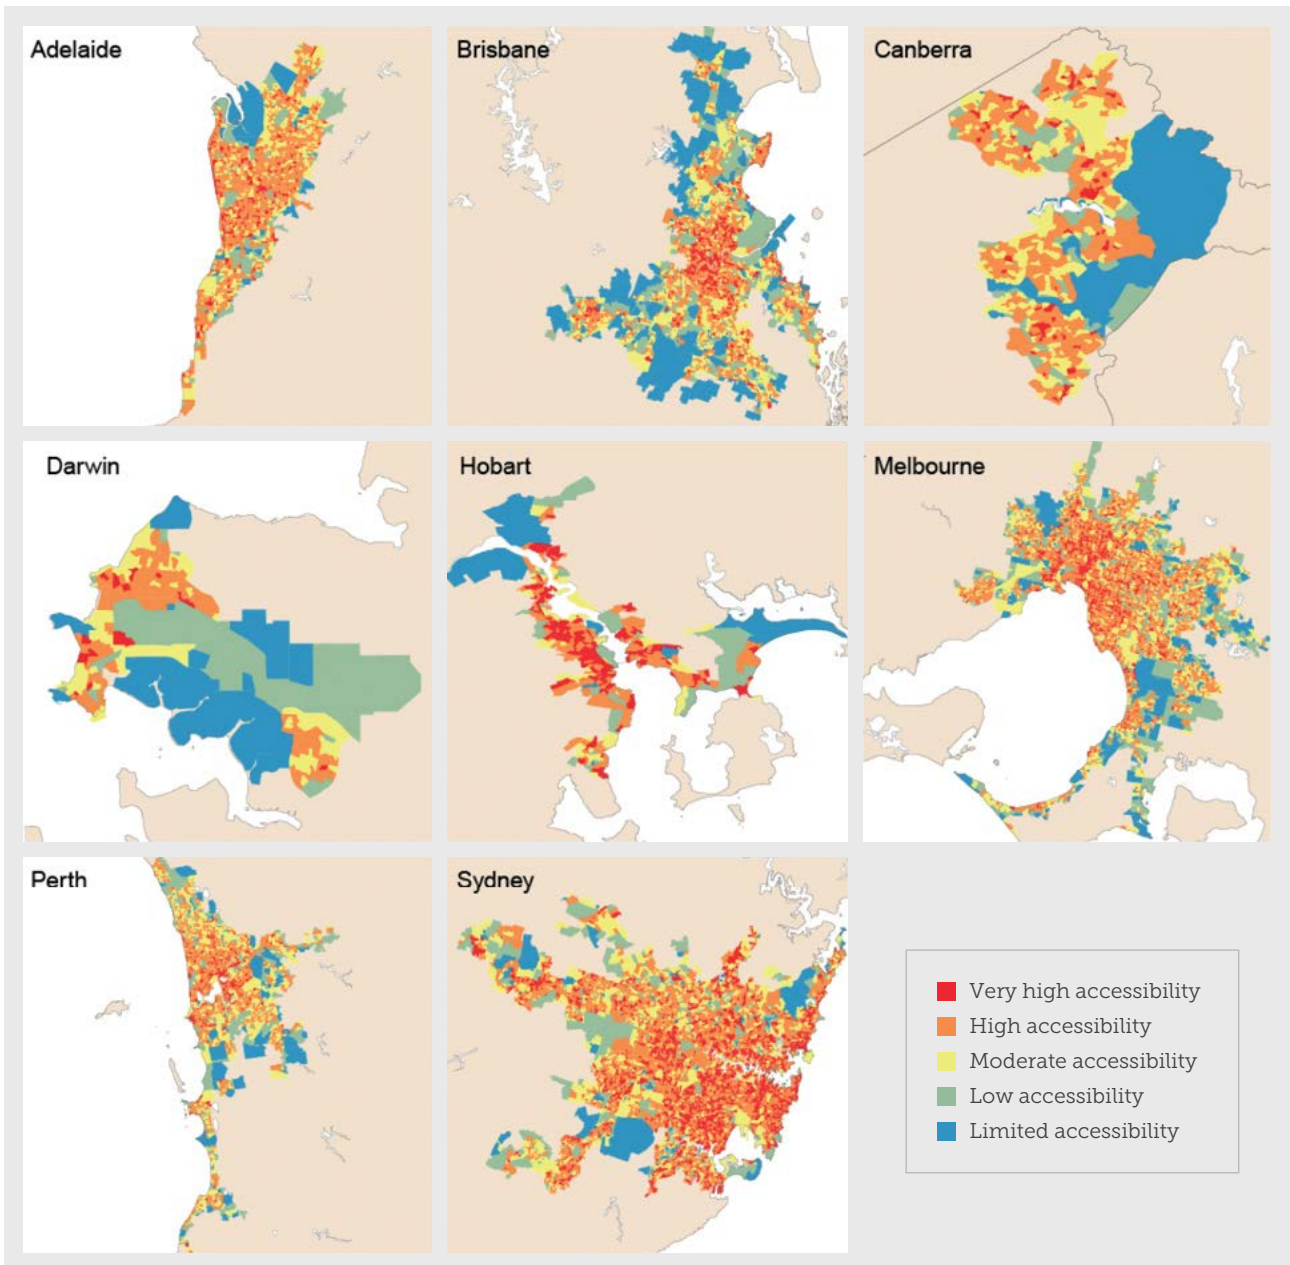 Adelaide
Brisbane
Canberra
Darwin
Hobart
Melbourne
Perth
Sydney
Very high accessibility
High accessibility
Moderate accessibility
Low accessibility
Limited accessibility